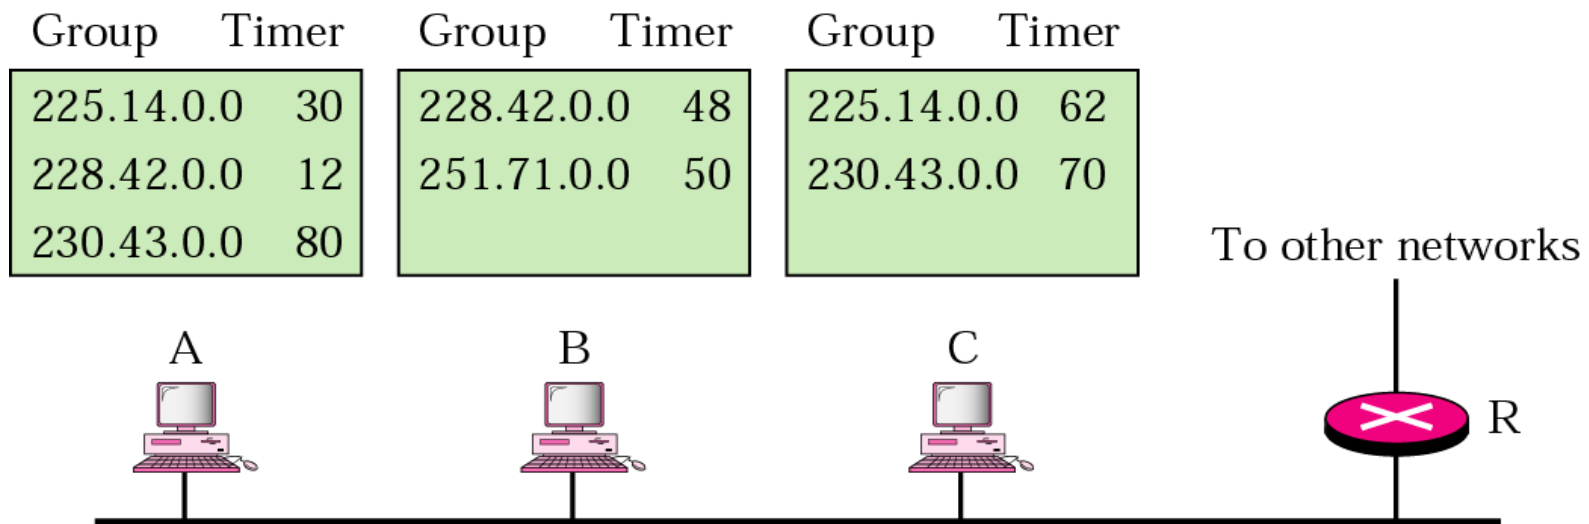 Group Timer Group Timer Group Timer
225.14.0.0 30 228.42.0.0 48 225.14.0.0 62
228.42.0.0 12 251.71.0.0 50 230.43.0.0 70
230.43.0.0 80
To other networks
A B C
R